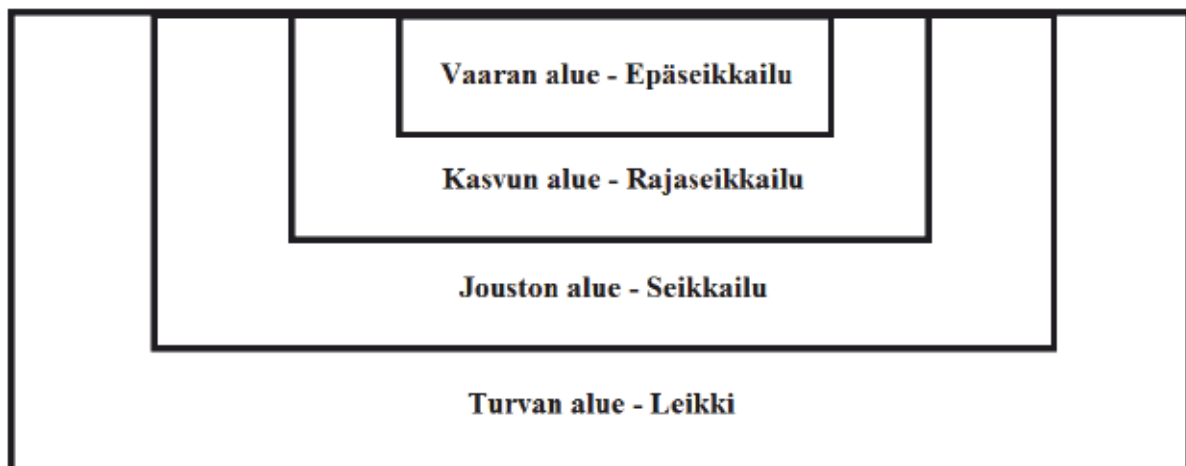 Vaaran alue - Epäseikkailu
Kasvun alue - Rajaseikkailu
Jouston alue - Seikkailu
Turvan alue - Leikki